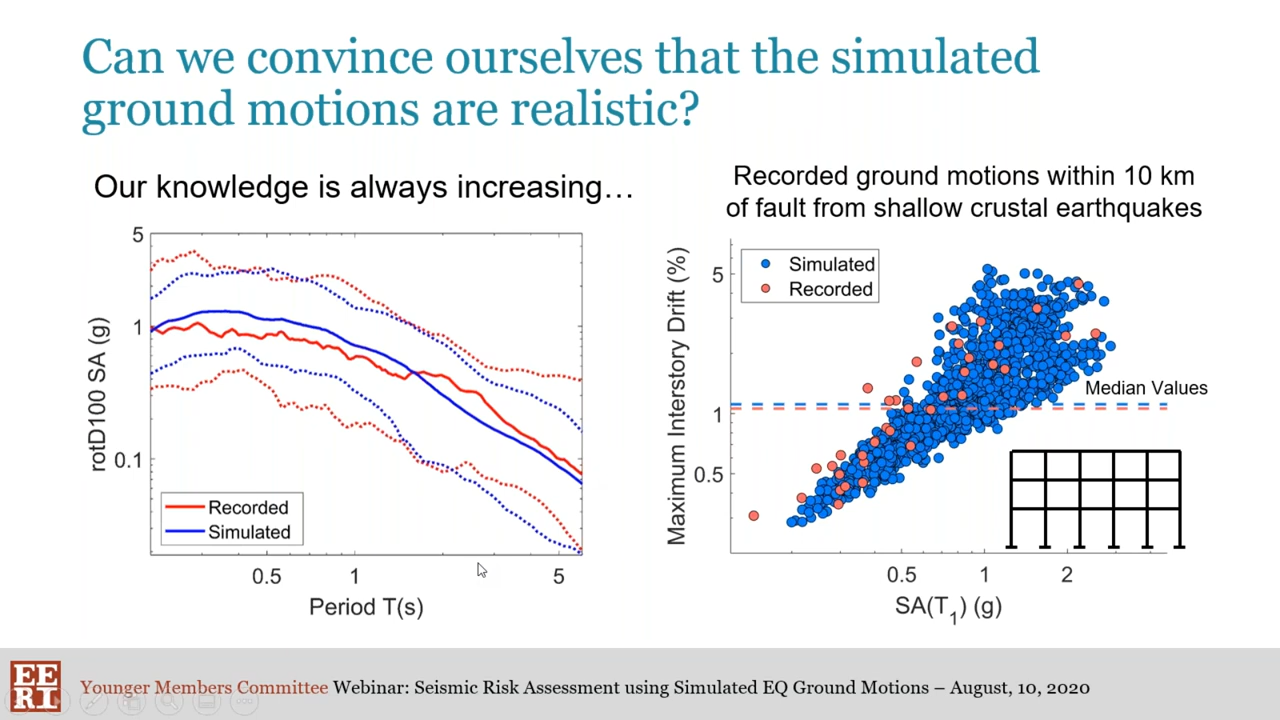 Can we convince ourselves that the simulated
ground motions are realistic?
Our knowledge is always increasing…
5
1
0.1
rotD100 SA (g)
Recorded
Simulated
0.5
1
5
Period T(s)
Recorded ground motions within 10 km
of fault from shallow crustal earthquakes
Maximum Interstory Drift (%)
5
1
0.5
Simulated
Recorded
Median Values
0.5
1
2
SA(T1) (g)
EE
RI
Younger Members Committee Webinar: Seismic Risk Assessment using Simulated EQ Ground Motions – August, 10, 2020